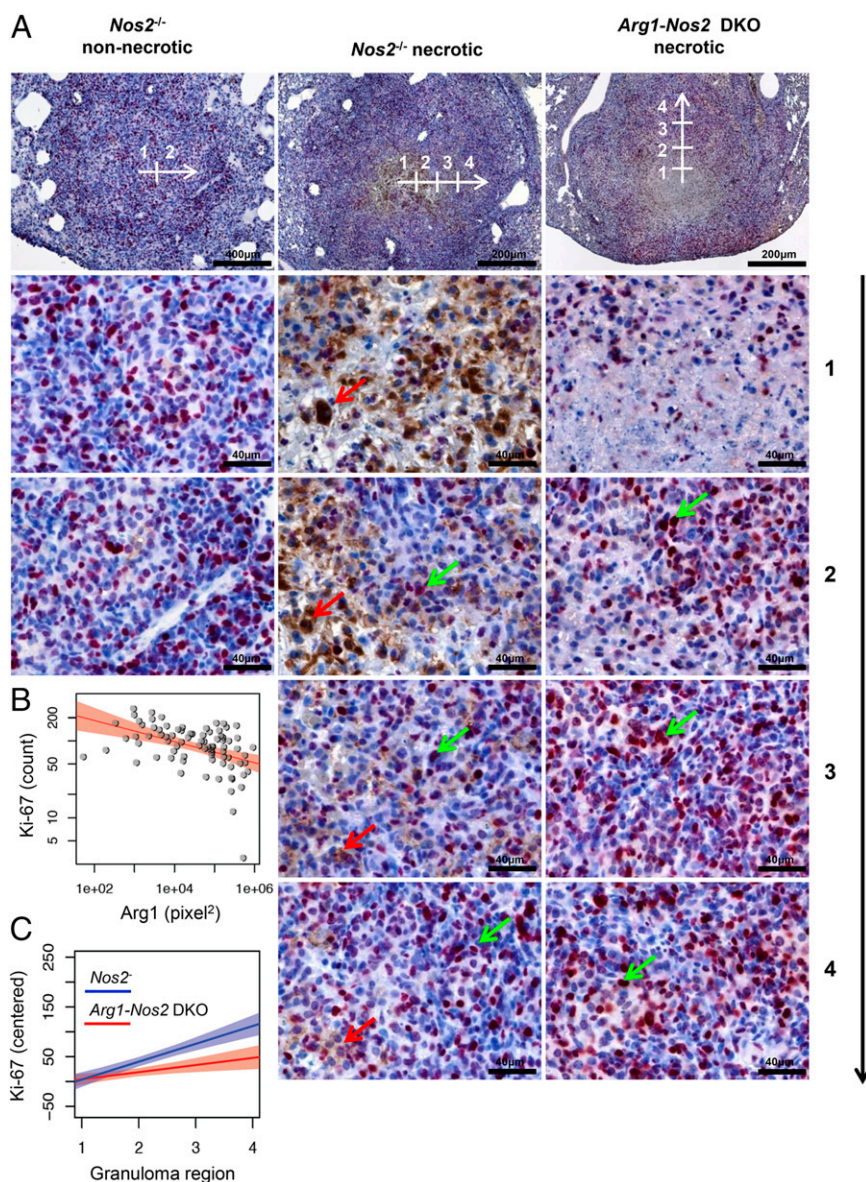 A
Nos2-/-
non-necrotic
Nos2-/- necrotic
Arg1-Nos2 DKO
necrotic
1 2
400µm
1 2 3 4
200µm
4
3
2
1
200µm
40µm
40µm
40µm
1
40µm
40µm
40µm
2
B
Ki-67 (count)
200
50
10
5
1e+02 1e+04 1e+06
Arg1 (pixel²)
40µm
40µm
3
C
Ki-67 (centered)
250
150
50
−50
Nos2-
Arg1-Nos2 DKO
1 2 3 4
Granuloma region
40µm
40µm
4